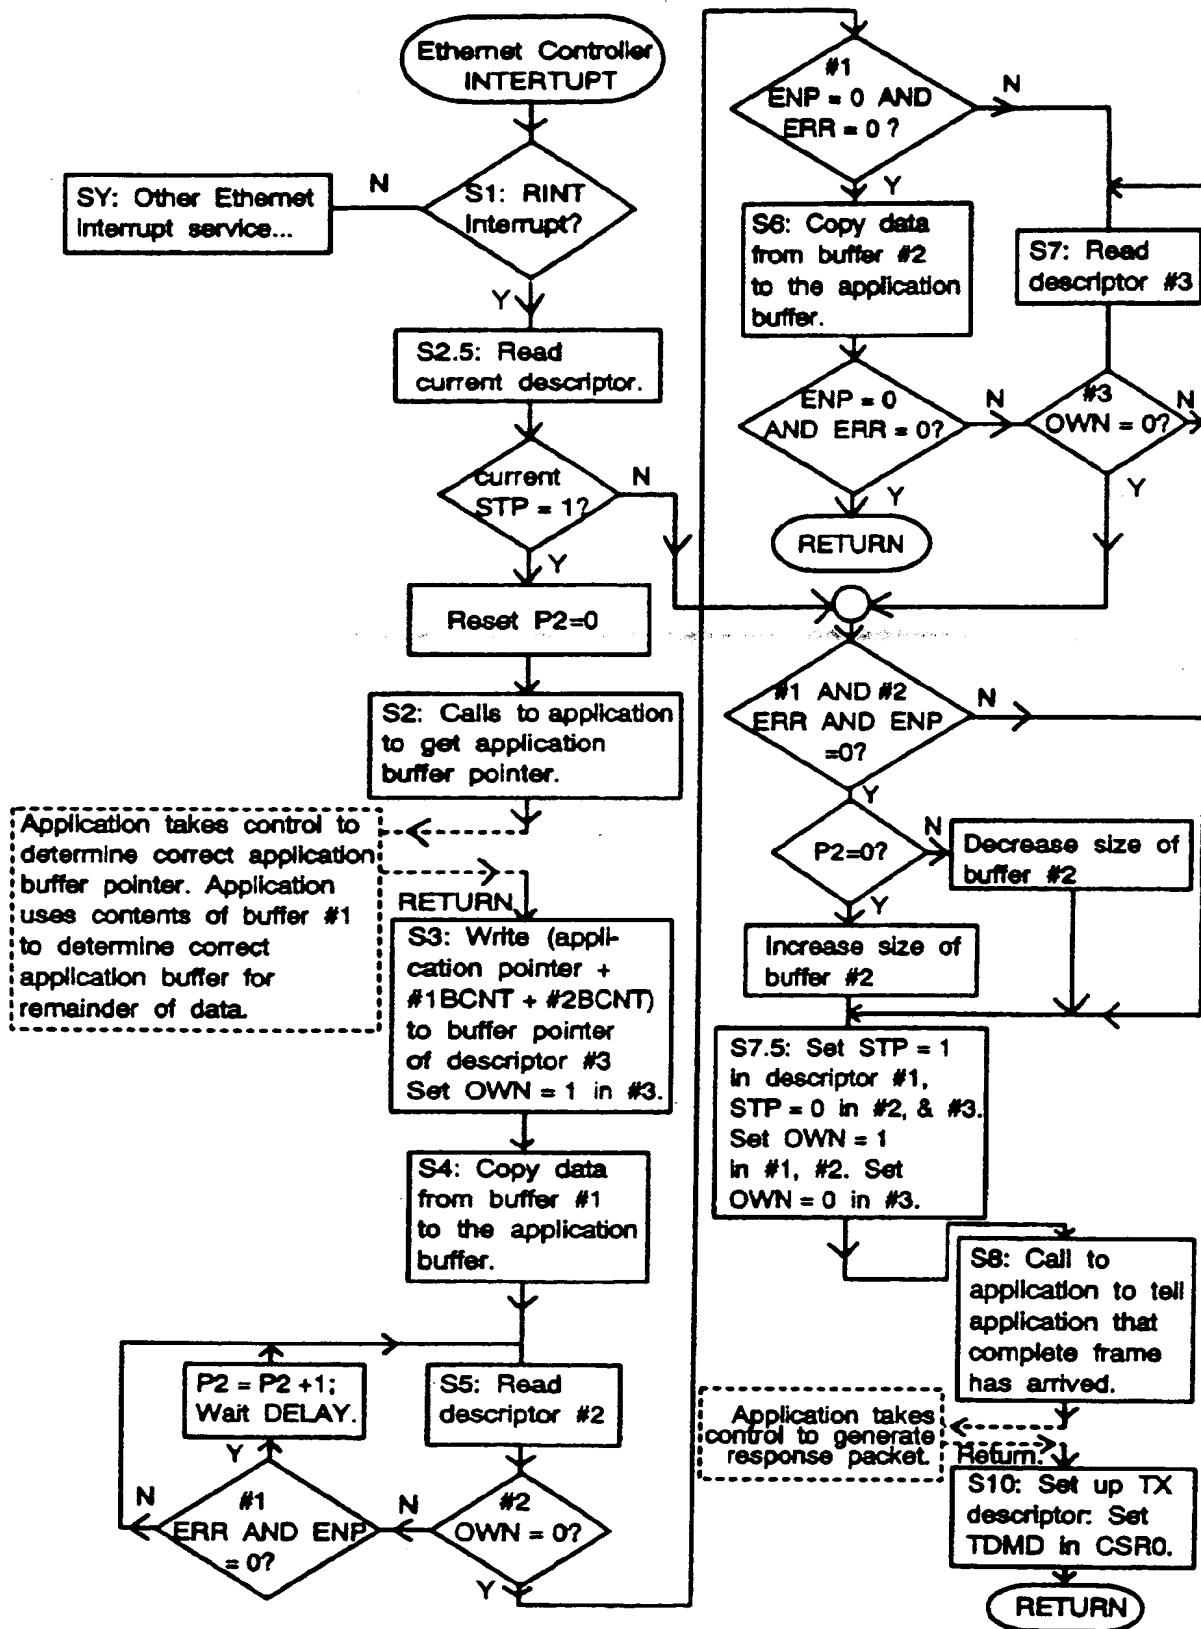 Ethernet Controller
INTERTUPT
S1: RINT
Interrupt?
N
SY: Other Ethernet
interrupt service...
Y
S2.5: Read
current descriptor.
current
STP = 1?
N
Y
Reset P2=0
S2: Calls to application
to get application
buffer pointer.
Application takes control to
determine correct application
buffer pointer. Application
uses contents of buffer #1
to determine correct
application buffer for
remainder of data.
RETURN
S3: Write (appli-
cation pointer +
#1BCNT + #2BCNT)
to buffer pointer
of descriptor #3
Set OWN = 1 in #3.
S4: Copy data
from buffer #1
to the application
buffer.
P2 = P2 +1;
Wait DELAY.
S5: Read
descriptor #2
Y
N
#1
ERR AND ENP
= 0?
N
#2
OWN = 0?
Y
#1
ENP = 0 AND
ERR = 0 ?
N
Y
S6: Copy data
from buffer #2
to the application
buffer.
S7: Read
descriptor #3
ENP = 0
AND ERR = 0?
N
#3
OWN = 0?
N
Y
Y
RETURN
#1 AND #2
ERR AND ENP
=0?
N
Y
P2=0?
N
Decrease size of
buffer #2
Y
Increase size of
buffer #2
S7.5: Set STP = 1
in descriptor #1,
STP = 0 in #2, & #3.
Set OWN = 1
in #1, #2. Set
OWN = 0 in #3.
S8: Call to
application to tell
application that
complete frame
has arrived.
Application takes
control to generate
response packet.
Return.
S10: Set up TX
descriptor: Set
TDMD in CSR0.
RETURN